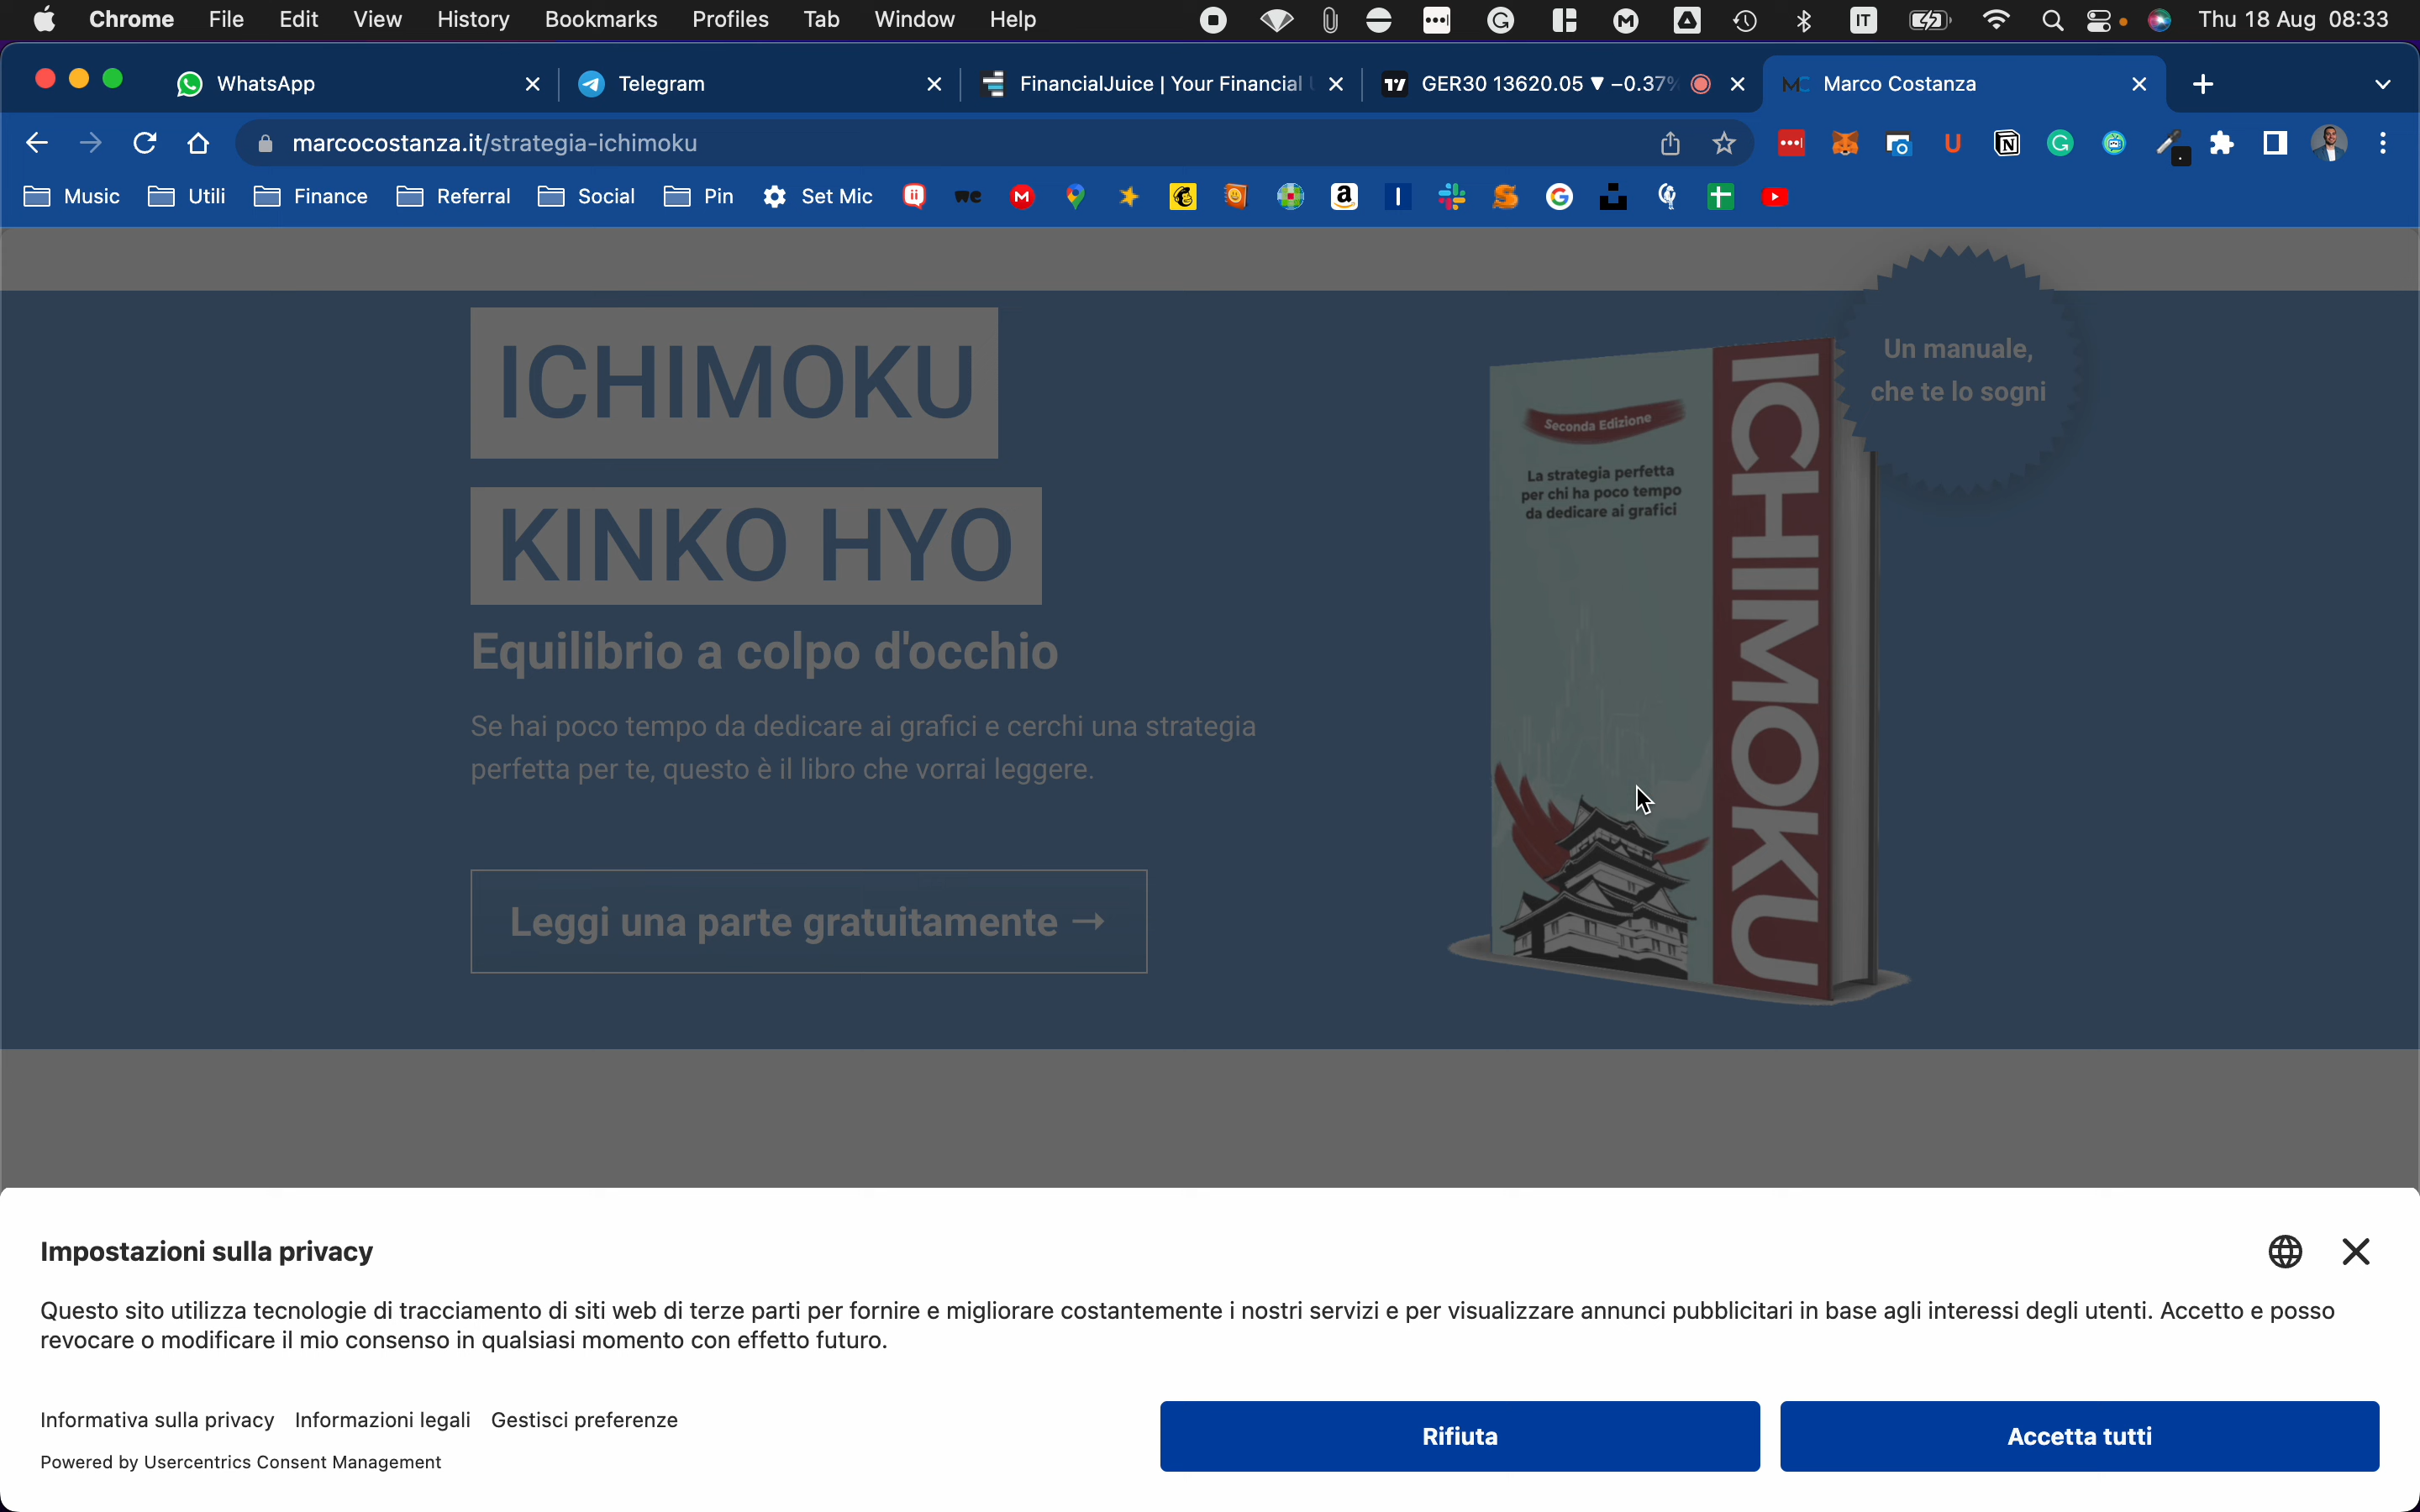 Chrome File Edit View History Bookmarks Profiles Tab Window Help IT Thu 18 Aug 08:33
WhatsApp Telegram FinancialJuice | Your Financial GER30 13620.05 ▼ −0.37% Marco Costanza
marcocostanza.it/strategia-ichimoku
Music Utili Finance Referral Social Pin Set Mic
ICHIMOKU
KINKO HYO
Equilibrio a colpo d'occhio
Se hai poco tempo da dedicare ai grafici e cerchi una strategia
perfetta per te, questo è il libro che vorrai leggere.
Leggi una parte gratuitamente →
Un manuale,
che te lo sogni
Seconda Edizione
La strategia perfetta
per chi ha poco tempo
da dedicare ai grafici
ICHIMOKU
Impostazioni sulla privacy
Questo sito utilizza tecnologie di tracciamento di siti web di terze parti per fornire e migliorare costantemente i nostri servizi e per visualizzare annunci pubblicitari in base agli interessi degli utenti. Accetto e posso
revocare o modificare il mio consenso in qualsiasi momento con effetto futuro.
Informativa sulla privacy Informazioni legali Gestisci preferenze
Powered by Usercentrics Consent Management
Rifiuta
Accetta tutti